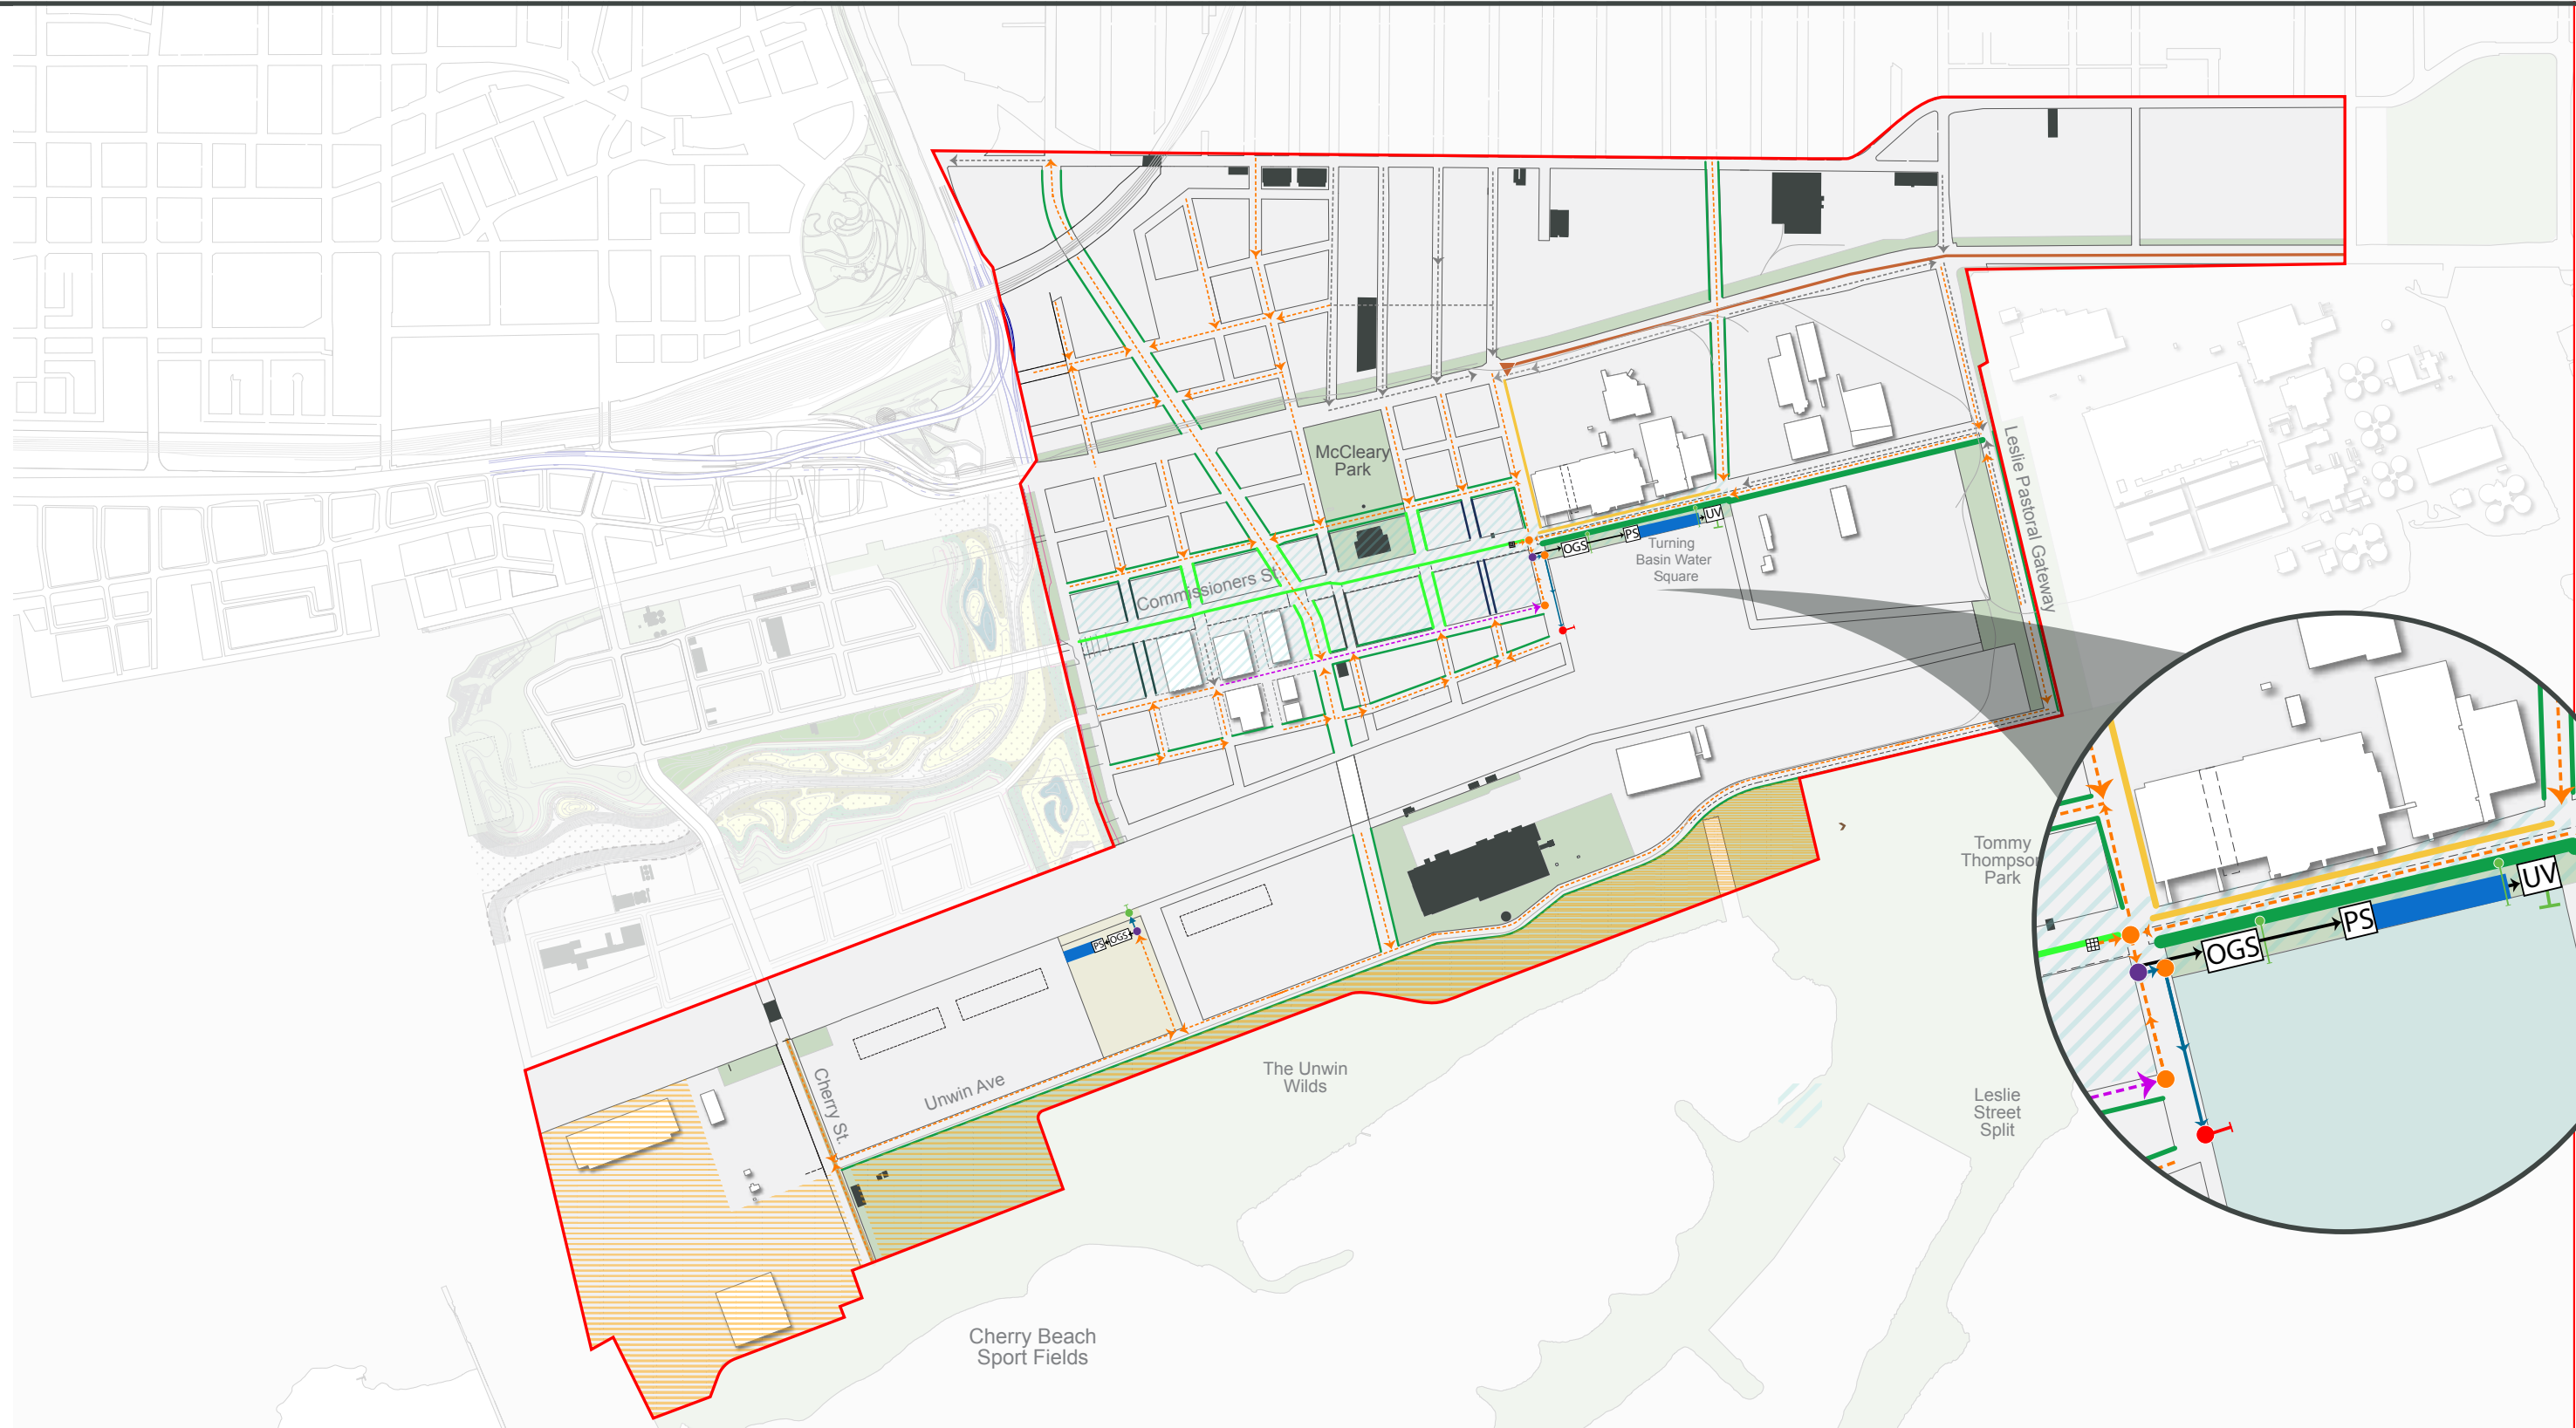 McCleary
Park
Leslie Pastoral Gateway
UV
PS
OGS
Turning
Basin Water
Square
Commissioners St.
Tommy
Thompson
Park
UV
PS
OGS
PS
OGS
The Unwin
Wilds
Cherry St.
Unwin Ave
Leslie
Street
Split
Cherry Beach
Sport Fields